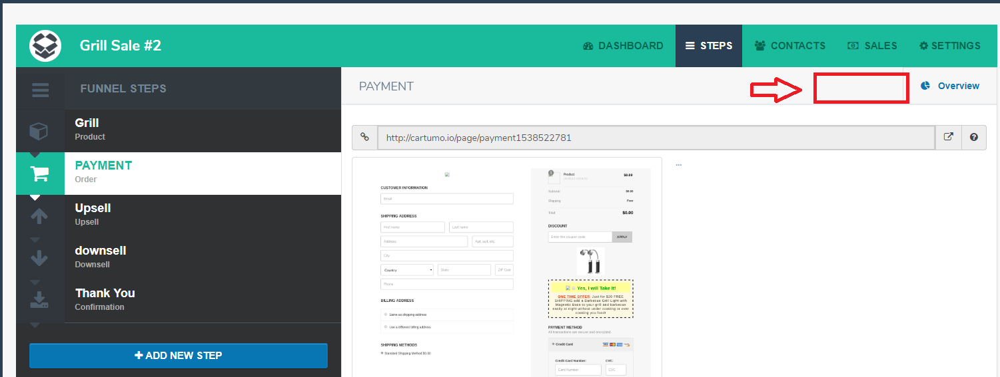 Grill Sale #2
DASHBOARD
STEPS
CONTACTS
SALES
SETTINGS
FUNNEL STEPS
Grill
Product
PAYMENT
Order
Upsell
Upsell
downsell
Downsell
Thank You
Confirmation
ADD NEW STEP
PAYMENT
Overview
http://cartumo.io/page/payment1538522781
...
CUSTOMER INFORMATION
Email
SHIPPING ADDRESS
First name Last name
Address Apt, suit, etc.
City
Country State ZIP Cod
Phone
BILLING ADDRESS
Same as shipping address
Use a different billing address
SHIPPING METHODS
Standard Shipping Method $0.00
Product $0.00
Subtotal $0.00
Shipping Free
Total $0.00
DISCOUNT
Enter the coupon code APPLY
Yes, I will Take It!
ONE TIME OFFER: Just for $20 FREE
SHIPPING add a Barbecue Grill Light with
Magnetic Base to your grill and barbecue
easily at night without under cooking or over
cooking you food!
PAYMENT METHOD
All transactions are secure and encrypted.
Credit Card
Credit Card Number: CVC:
Card Number CVC